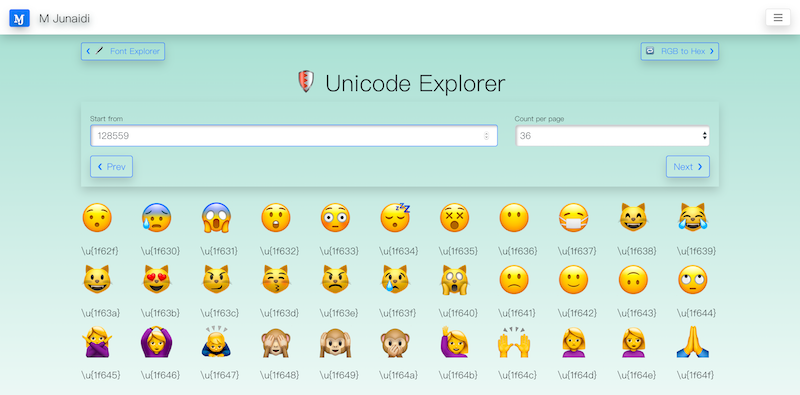 M Junaidi
Font Explorer
RGB to Hex
Unicode Explorer
Start from
Count per page
128559
36
Prev
Next
\u{1f62f} \u{1f630} \u{1f631} \u{1f632} \u{1f633} \u{1f634} \u{1f635} \u{1f636} \u{1f637} \u{1f638} \u{1f639}
\u{1f63a} \u{1f63b} \u{1f63c} \u{1f63d} \u{1f63e} \u{1f63f} \u{1f640} \u{1f641} \u{1f642} \u{1f643} \u{1f644}
\u{1f645} \u{1f646} \u{1f647} \u{1f648} \u{1f649} \u{1f64a} \u{1f64b} \u{1f64c} \u{1f64d} \u{1f64e} \u{1f64f}